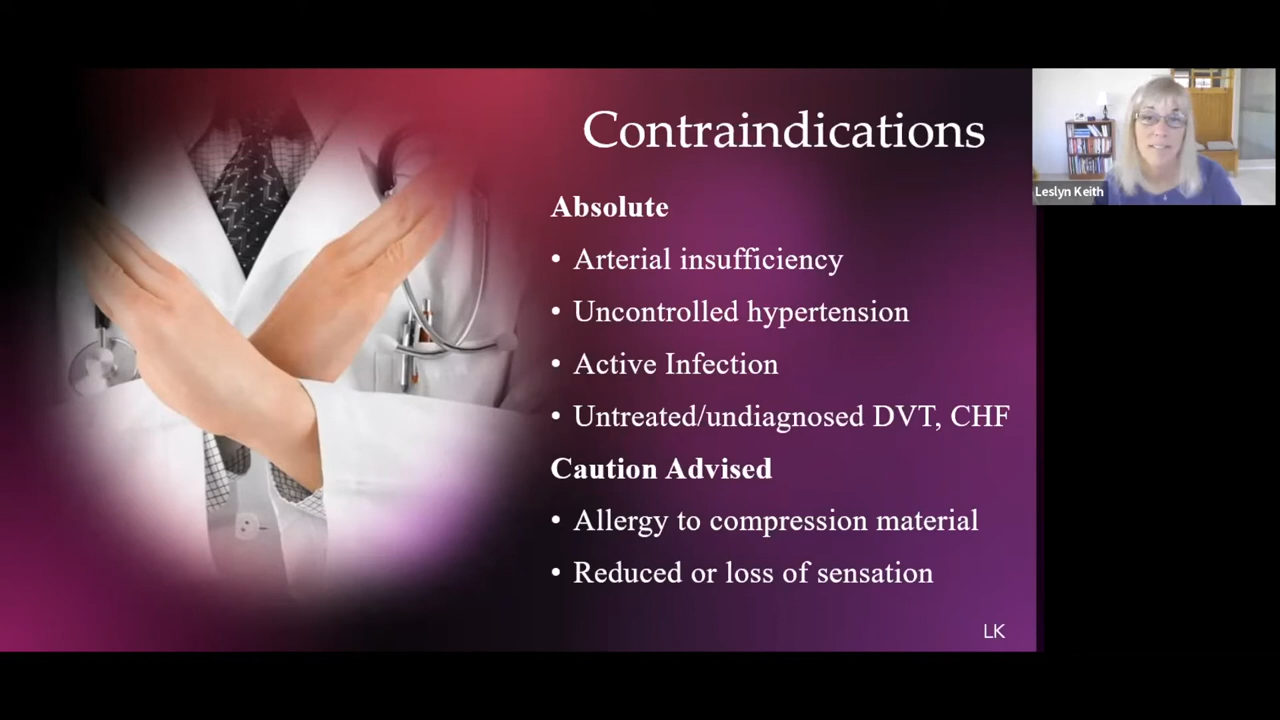 Contraindications
Absolute
• Arterial insufficiency
• Uncontrolled hypertension
• Active Infection
• Untreated/undiagnosed DVT, CHF
Caution Advised
• Allergy to compression material
• Reduced or loss of sensation
LK
Leslyn Keith